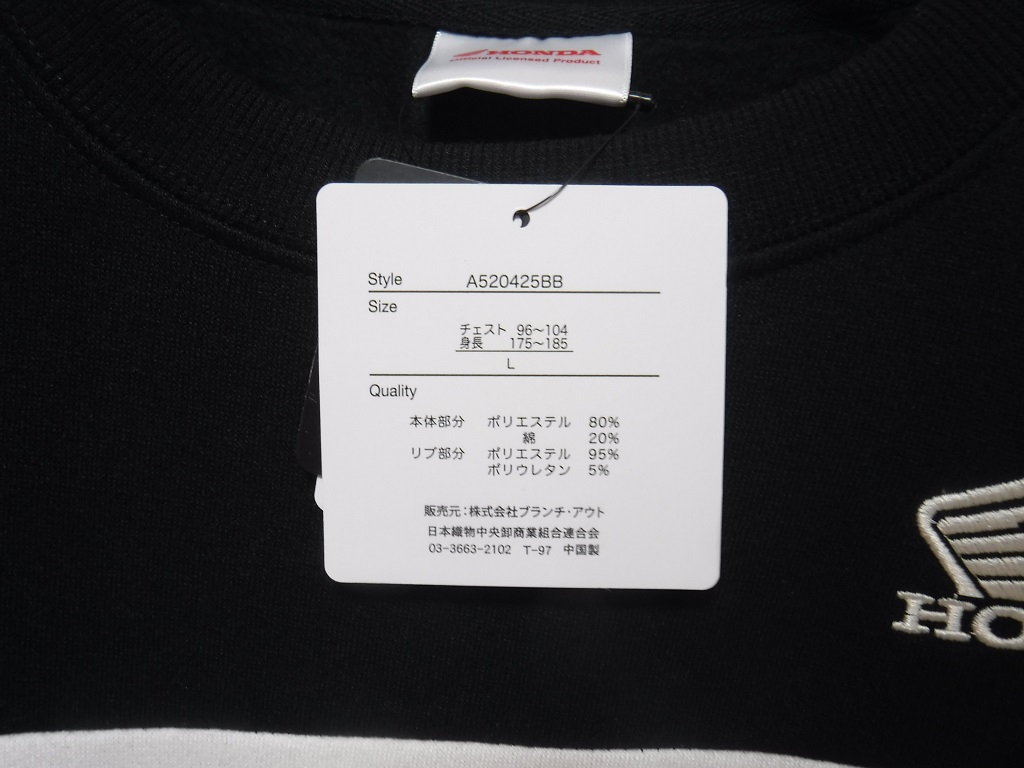 HONDA
Official Licensed Product
Style A520425BB
Size
チェスト 96～104
身長 175～185
L
Quality
本体部分 ポリエステル 80%
綿 20%
リブ部分 ポリエステル 95%
ポリウレタン 5%
販売元：株式会社ブランチ・アウト
日本織物中央卸商業組合連合会
03-3663-2102 T-97 中国製
HO